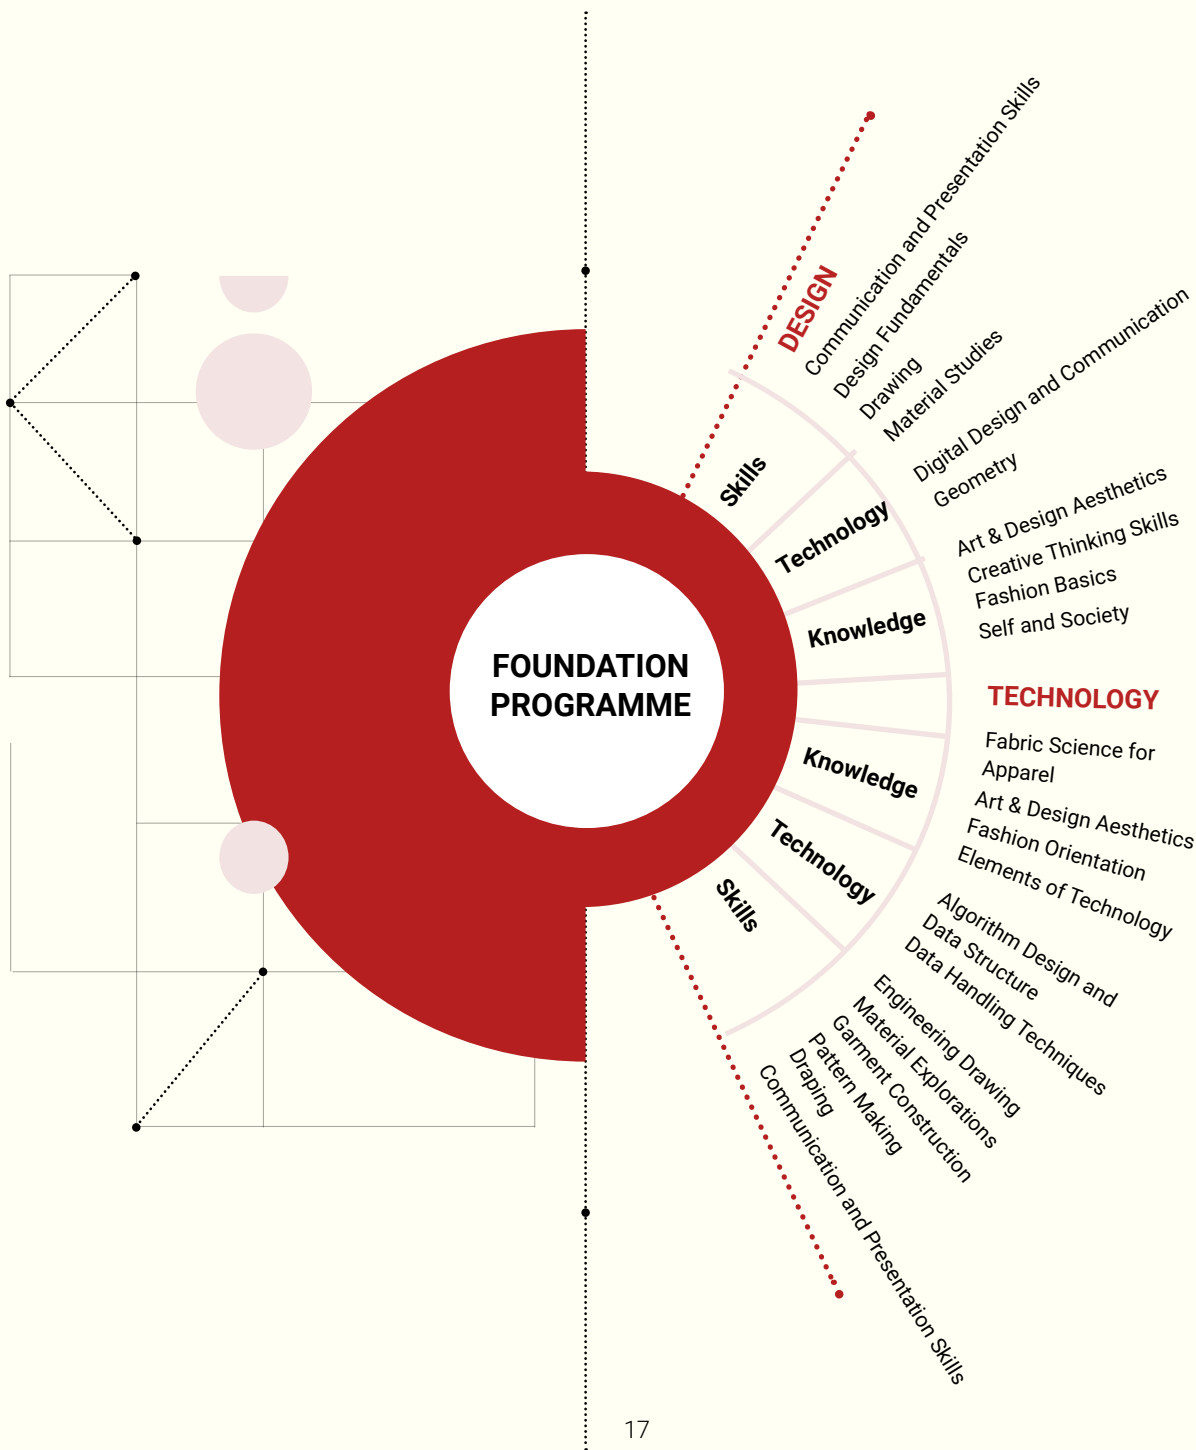 FOUNDATION
PROGRAMME
DESIGN
Skills
Communication and Presentation Skills
Design Fundamentals
Drawing
Material Studies
Technology
Digital Design and Communication
Geometry
Knowledge
Art & Design Aesthetics
Creative Thinking Skills
Fashion Basics
Self and Society
TECHNOLOGY
Knowledge
Fabric Science for
Apparel
Art & Design Aesthetics
Fashion Orientation
Elements of Technology
Technology
Algorithm Design and
Data Structure
Data Handling Techniques
Skills
Engineering Drawing
Material Explorations
Garment Construction
Pattern Making
Draping
Communication and Presentation Skills
17